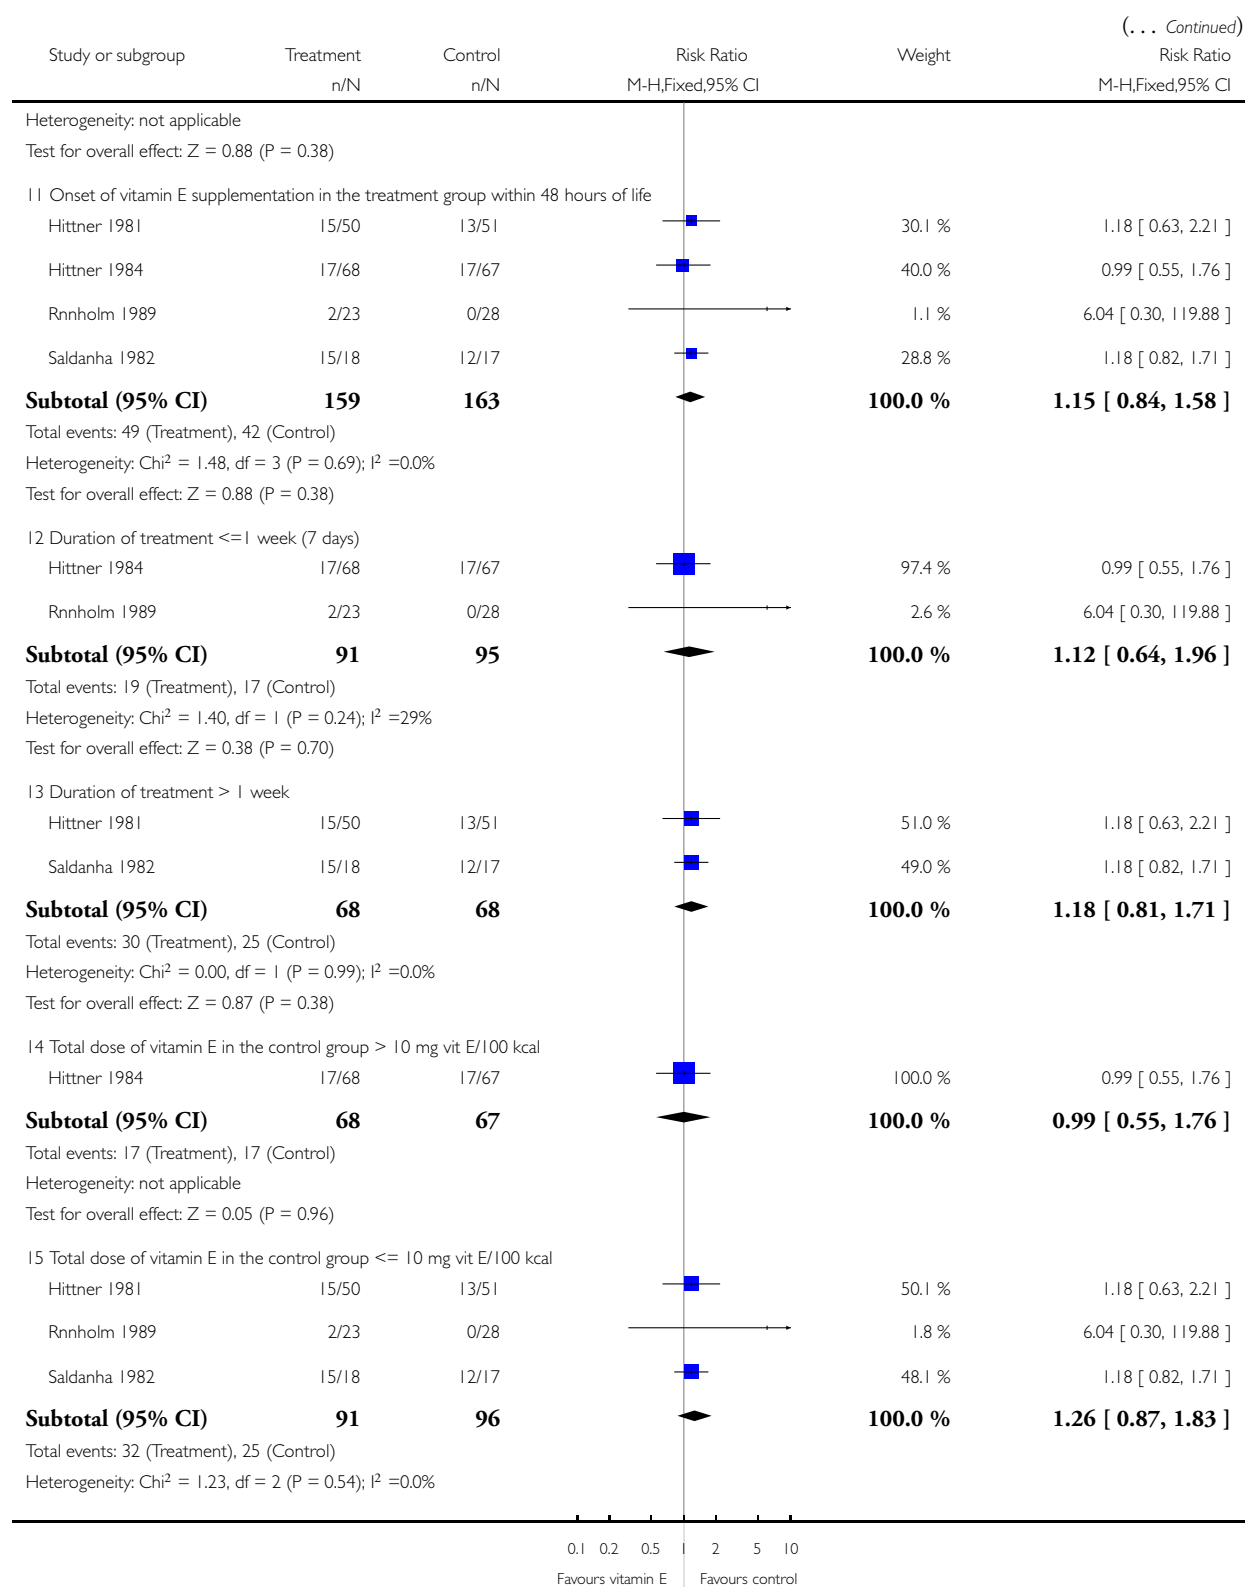 (... Continued)
Study or subgroup Treatment Control Risk Ratio Weight Risk Ratio
n/N n/N M-H,Fixed,95% CI M-H,Fixed,95% CI
Heterogeneity: not applicable
Test for overall effect: Z = 0.88 (P = 0.38)
11 Onset of vitamin E supplementation in the treatment group within 48 hours of life
Hittner 1981 15/50 13/51 30.1 % 1.18 [ 0.63, 2.21 ]
Hittner 1984 17/68 17/67 40.0 % 0.99 [ 0.55, 1.76 ]
Rnnholm 1989 2/23 0/28 1.1 % 6.04 [ 0.30, 119.88 ]
Saldanha 1982 15/18 12/17 28.8 % 1.18 [ 0.82, 1.71 ]
Subtotal (95% CI) 159 163 100.0 % 1.15 [ 0.84, 1.58 ]
Total events: 49 (Treatment), 42 (Control)
Heterogeneity: Chi² = 1.48, df = 3 (P = 0.69); I² =0.0%
Test for overall effect: Z = 0.88 (P = 0.38)
12 Duration of treatment <=1 week (7 days)
Hittner 1984 17/68 17/67 97.4 % 0.99 [ 0.55, 1.76 ]
Rnnholm 1989 2/23 0/28 2.6 % 6.04 [ 0.30, 119.88 ]
Subtotal (95% CI) 91 95 100.0 % 1.12 [ 0.64, 1.96 ]
Total events: 19 (Treatment), 17 (Control)
Heterogeneity: Chi² = 1.40, df = 1 (P = 0.24); I² =29%
Test for overall effect: Z = 0.38 (P = 0.70)
13 Duration of treatment > 1 week
Hittner 1981 15/50 13/51 51.0 % 1.18 [ 0.63, 2.21 ]
Saldanha 1982 15/18 12/17 49.0 % 1.18 [ 0.82, 1.71 ]
Subtotal (95% CI) 68 68 100.0 % 1.18 [ 0.81, 1.71 ]
Total events: 30 (Treatment), 25 (Control)
Heterogeneity: Chi² = 0.00, df = 1 (P = 0.99); I² =0.0%
Test for overall effect: Z = 0.87 (P = 0.38)
14 Total dose of vitamin E in the control group > 10 mg vit E/100 kcal
Hittner 1984 17/68 17/67 100.0 % 0.99 [ 0.55, 1.76 ]
Subtotal (95% CI) 68 67 100.0 % 0.99 [ 0.55, 1.76 ]
Total events: 17 (Treatment), 17 (Control)
Heterogeneity: not applicable
Test for overall effect: Z = 0.05 (P = 0.96)
15 Total dose of vitamin E in the control group <= 10 mg vit E/100 kcal
Hittner 1981 15/50 13/51 50.1 % 1.18 [ 0.63, 2.21 ]
Rnnholm 1989 2/23 0/28 1.8 % 6.04 [ 0.30, 119.88 ]
Saldanha 1982 15/18 12/17 48.1 % 1.18 [ 0.82, 1.71 ]
Subtotal (95% CI) 91 96 100.0 % 1.26 [ 0.87, 1.83 ]
Total events: 32 (Treatment), 25 (Control)
Heterogeneity: Chi² = 1.23, df = 2 (P = 0.54); I² =0.0%
0.1 0.2 0.5 1 2 5 10
Favours vitamin E Favours control